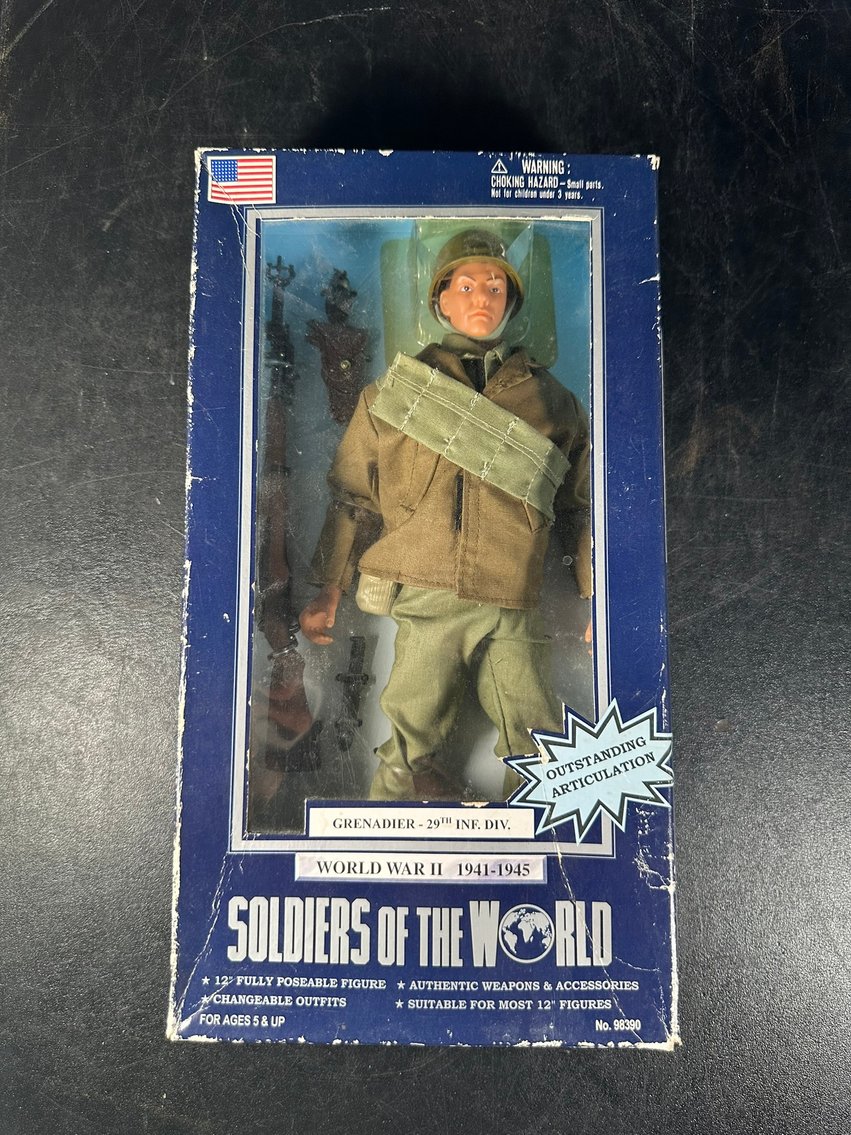 WARNING:
CHOKING HAZARD - Small parts.
Not for children under 3 years.
OUTSTANDING
ARTICULATION
GRENADIER - 29TH INF. DIV.
WORLD WAR II 1941-1945
SOLDIERS OF THE WORLD
★ 12" FULLY POSEABLE FIGURE ★ AUTHENTIC WEAPONS & ACCESSORIES
★ CHANGEABLE OUTFITS ★ SUITABLE FOR MOST 12" FIGURES
FOR AGES 5 & UP No. 98390